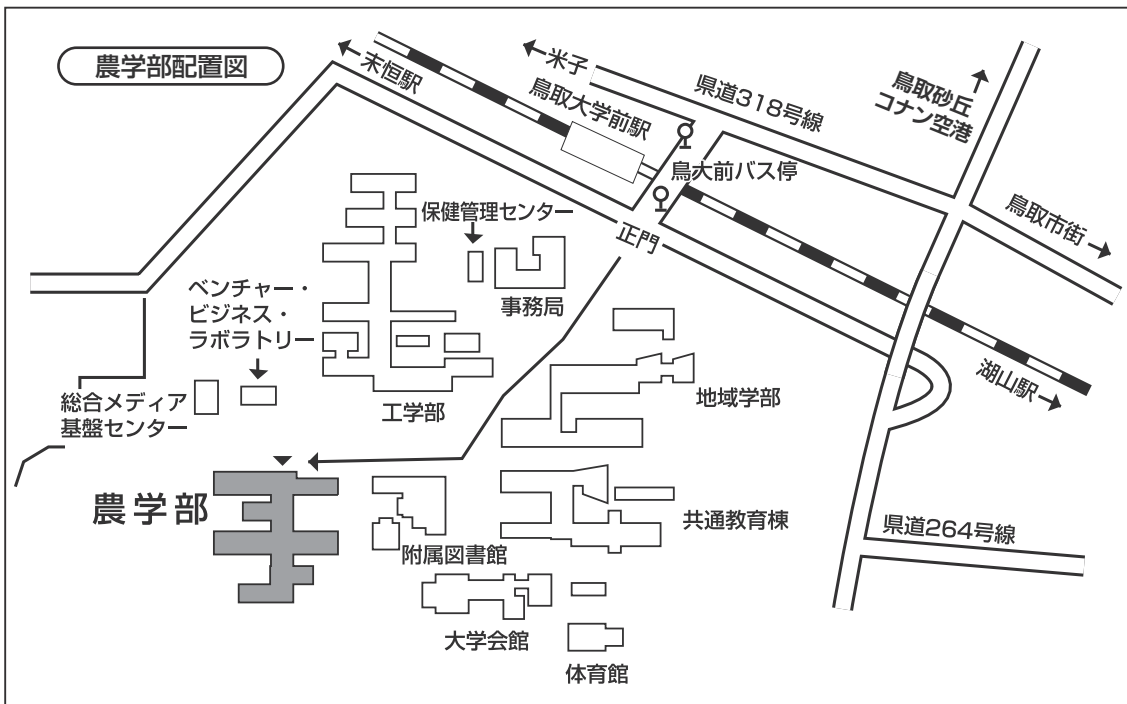 農学部配置図
末恒駅
米子
鳥取大学前駅
県道318号線
鳥取砂丘
コナン空港
鳥大前バス停
鳥取市街
保健管理センター
正門
事務局
ベンチャー・
ビジネス・
ラボラトリー
湖山駅
総合メディア
基盤センター
工学部
地域学部
農学部
共通教育棟
県道264号線
附属図書館
大学会館
体育館